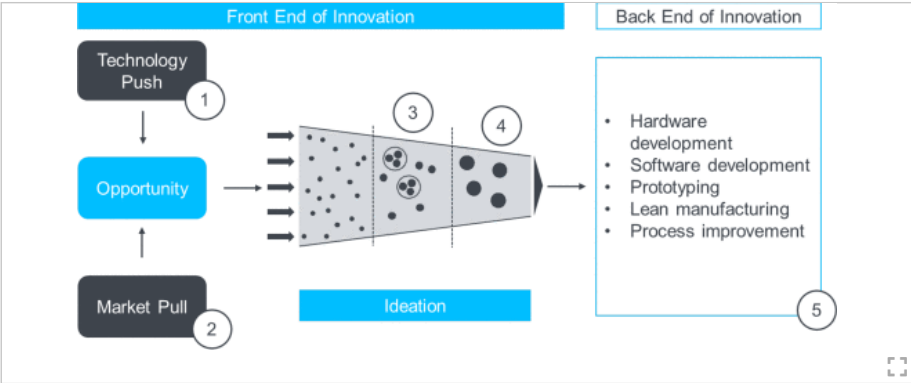 Front End of Innovation
Back End of Innovation
Technology
Push
1
3
4
• Hardware
development
• Software development
• Prototyping
• Lean manufacturing
• Process improvement
Opportunity
Market Pull
2
Ideation
5